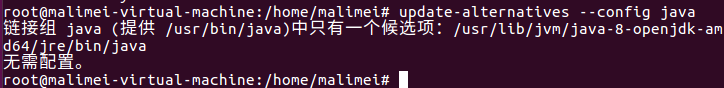 root@malimei-virtual-machine:/home/malimei# update-alternatives --config java
链接组 java (提供 /usr/bin/java)中只有一个候选项：/usr/lib/jvm/java-8-openjdk-am
d64/jre/bin/java
无需配置。
root@malimei-virtual-machine:/home/malimei#